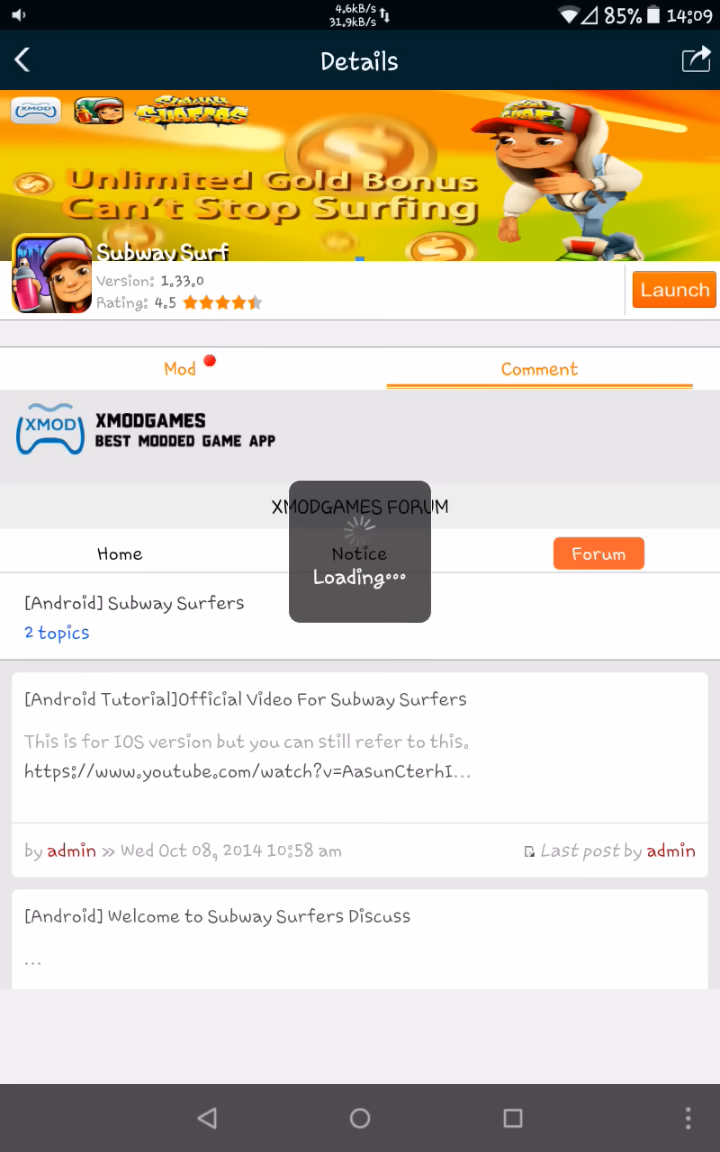 4.6kB/s
31.9kB/s
85% 14:09
Details
XMOD
SUBWAY SURFERS
Unlimited Gold Bonus
Can't Stop Surfing
Subway Surf
Version: 1.33.0
Rating: 4.5
Launch
Mod
Comment
XMOD
XMODGAMES
BEST MODDED GAME APP
XMODGAMES FORUM
Home
Notice
Forum
Loading...
[Android] Subway Surfers
2 topics
[Android Tutorial]Official Video For Subway Surfers
This is for IOS version but you can still refer to this.
https://www.youtube.com/watch?v=AasunCterhI...
by admin » Wed Oct 08, 2014 10:58 am
Last post by admin
[Android] Welcome to Subway Surfers Discuss
...